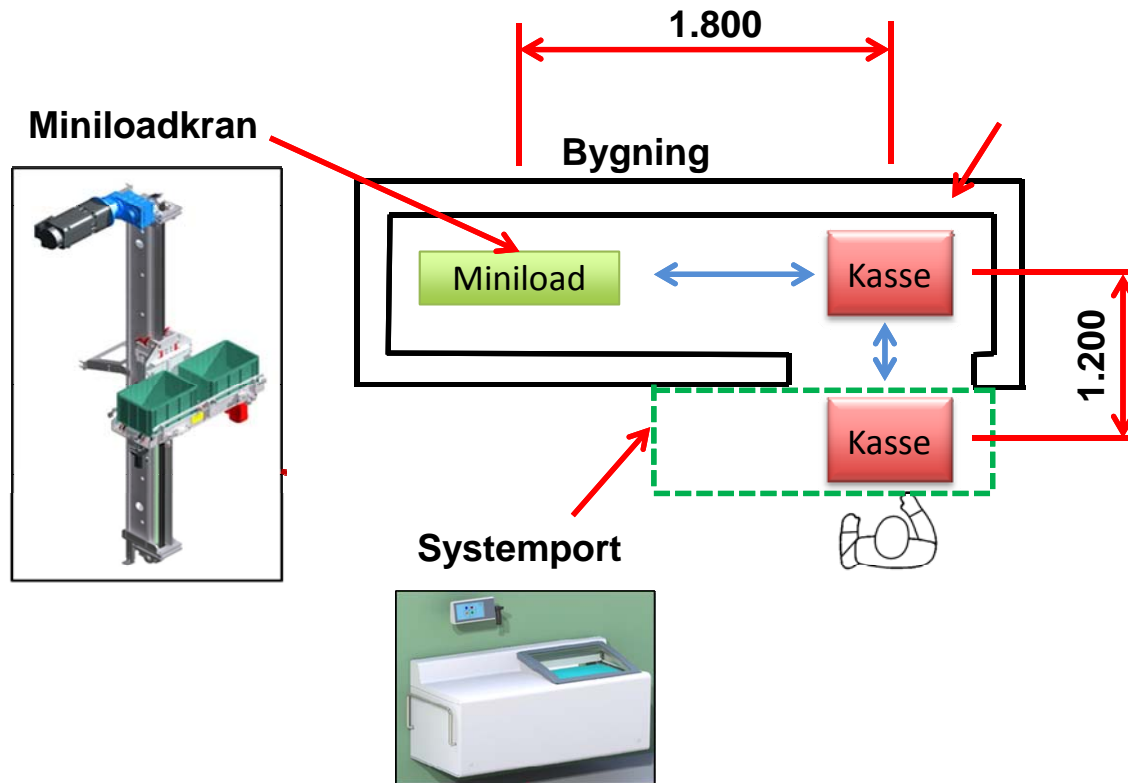 1.800
Miniloadkran
Bygning
Miniload
Kasse
1.200
Kasse
Systemport